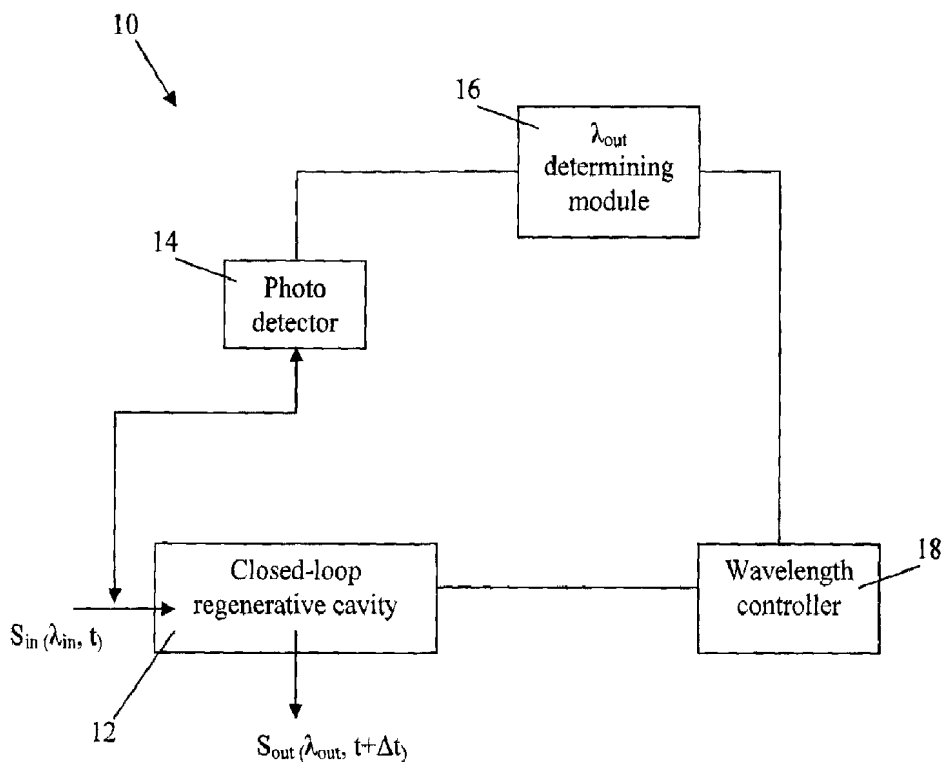 10
16
λout
determining
module
14
Photo
detector
Closed-loop
regenerative cavity
Wavelength
controller
18
Sin (λin, t)
12
Sout (λout, t+Δt)